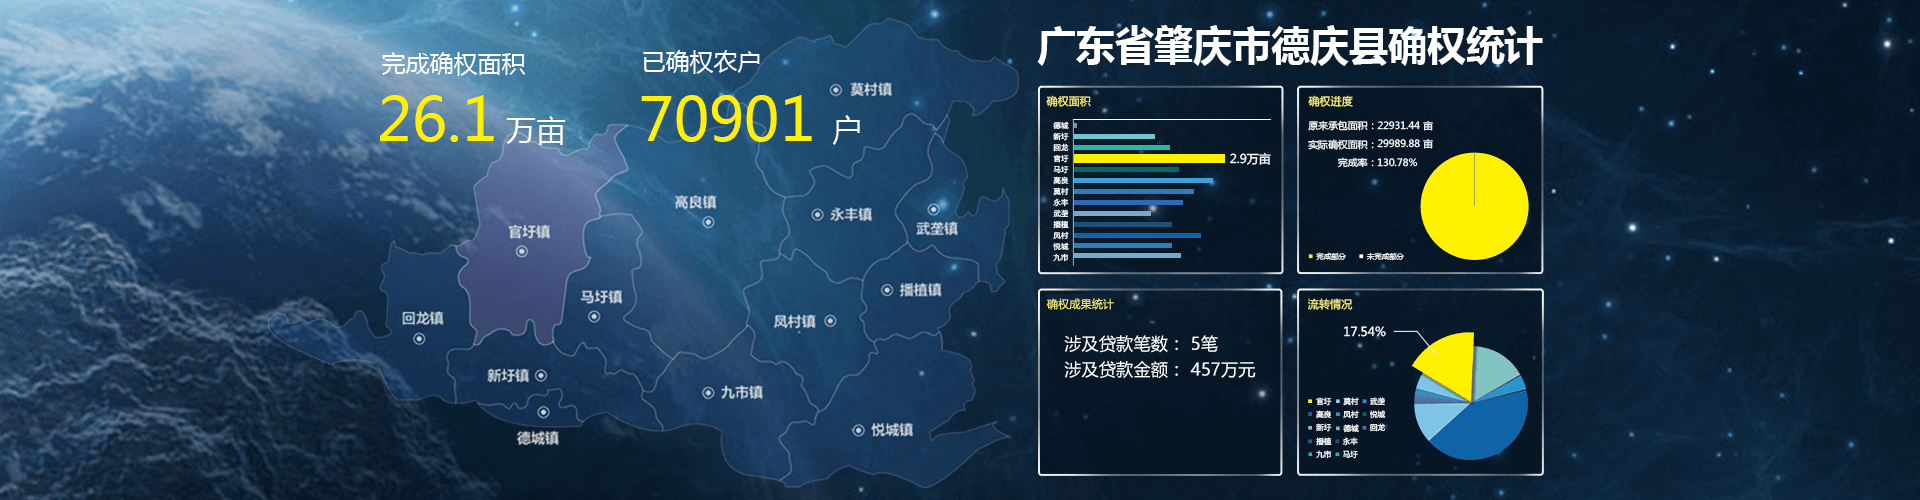 广东省肇庆市德庆县确权统计
完成确权面积
26.1 万亩
已确权农户
70901 户
莫村镇
高良镇
永丰镇
武垄镇
官圩镇
播植镇
马圩镇
回龙镇
凤村镇
新圩镇
九市镇
德城镇
悦城镇
确权面积
德城
新圩
回龙
官圩
2.9万亩
马圩
高良
莫村
永丰
武垄
播植
凤村
悦城
九市
确权进度
原来承包面积：22931.44 亩
实际确权面积：29989.88 亩
完成率：130.78%
完成部分 未完成部分
确权成果统计
涉及贷款笔数： 5笔
涉及贷款金额： 457万元
流转情况
17.54%
官圩 莫村 武垄
高良 凤村 悦城
新圩 德城 回龙
播植 永丰
九市 马圩